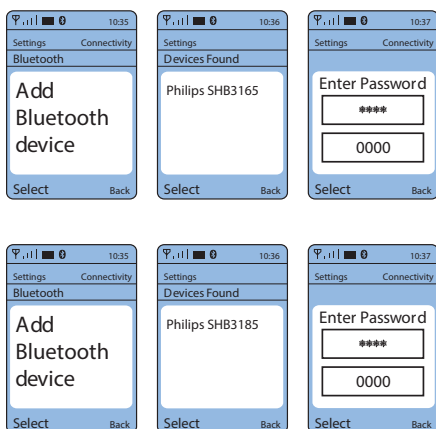 10:35
Settings Connectivity
Bluetooth
Add
Bluetooth
device
Select Back
10:36
Settings
Devices Found
Philips SHB3165
Select Back
10:37
Settings Connectivity
Enter Password
****
0000
Select Back
10:35
Settings Connectivity
Bluetooth
Add
Bluetooth
device
Select Back
10:36
Settings
Devices Found
Philips SHB3185
Select Back
10:37
Settings Connectivity
Enter Password
****
0000
Select Back